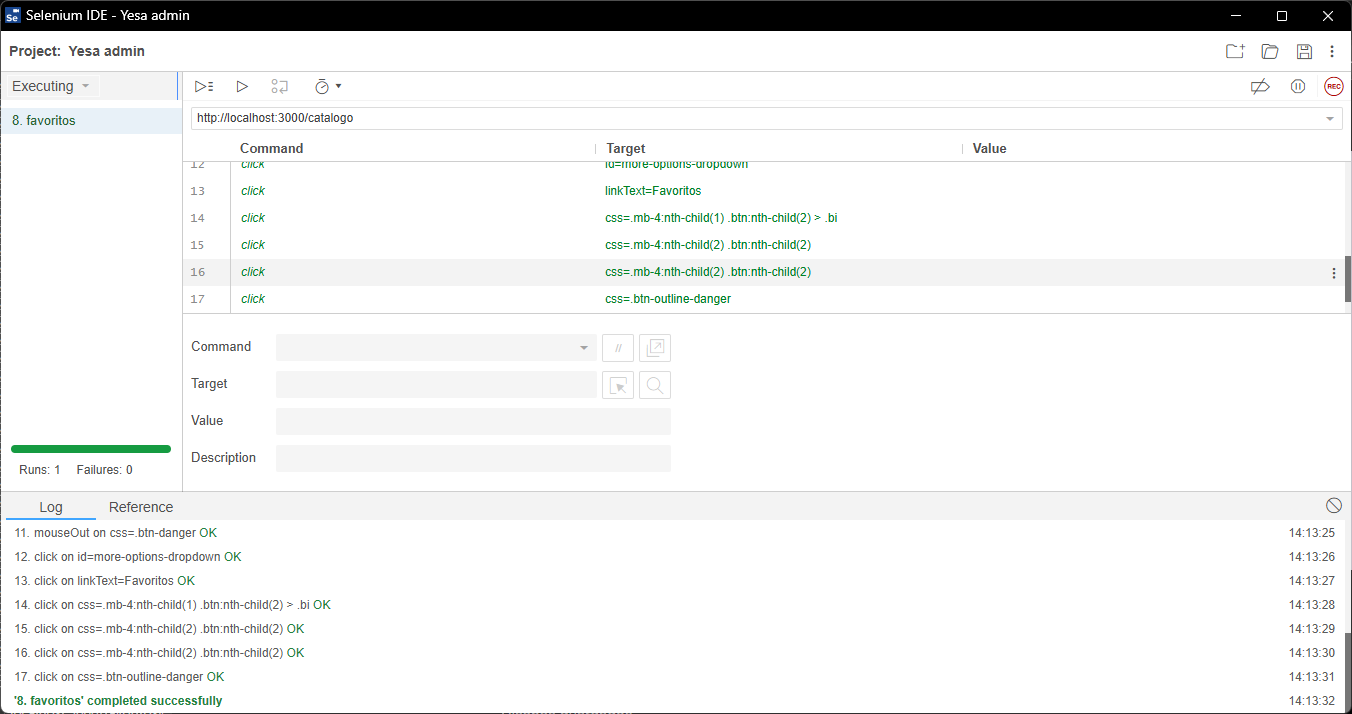 Selenium IDE - Yesa admin
Project: Yesa admin
Executing
REC
8. favoritos
http://localhost:3000/catalogo
Command Target Value
12 click id=more-options-dropdown
13 click linkText=Favoritos
14 click css=.mb-4:nth-child(1) .btn:nth-child(2) > .bi
15 click css=.mb-4:nth-child(2) .btn:nth-child(2)
16 click css=.mb-4:nth-child(2) .btn:nth-child(2)
17 click css=.btn-outline-danger
Command //
Target
Value
Description
Runs: 1 Failures: 0
Log Reference
11. mouseOut on css=.btn-danger OK 14:13:25
12. click on id=more-options-dropdown OK 14:13:26
13. click on linkText=Favoritos OK 14:13:27
14. click on css=.mb-4:nth-child(1) .btn:nth-child(2) > .bi OK 14:13:28
15. click on css=.mb-4:nth-child(2) .btn:nth-child(2) OK 14:13:29
16. click on css=.mb-4:nth-child(2) .btn:nth-child(2) OK 14:13:30
17. click on css=.btn-outline-danger OK 14:13:31
'8. favoritos' completed successfully 14:13:32